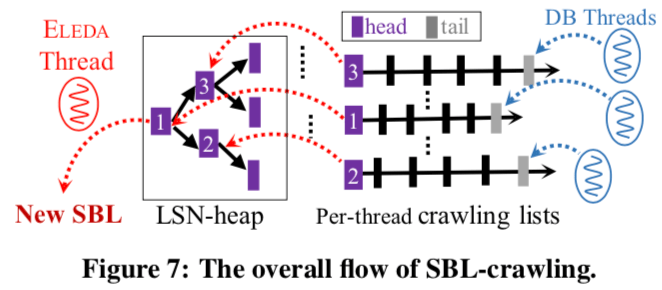 ELEDA
Thread
head tail
DB Threads
3
3
1
1
2
2
New SBL
LSN-heap
Per-thread crawling lists
Figure 7: The overall flow of SBL-crawling.